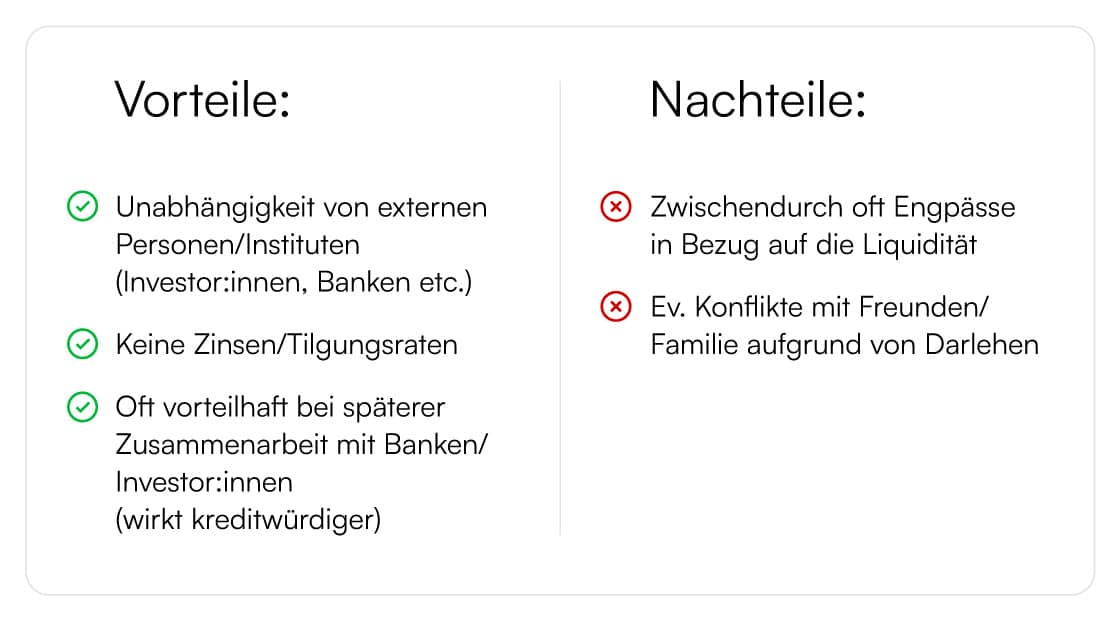 Vorteile:
Unabhängigkeit von externen
Personen/Instituten
(Investor:innen, Banken etc.)
Keine Zinsen/Tilgungsraten
Oft vorteilhaft bei späterer
Zusammenarbeit mit Banken/
Investor:innen
(wirkt kreditwürdiger)
Nachteile:
Zwischendurch oft Engpässe
in Bezug auf die Liquidität
Ev. Konflikte mit Freunden/
Familie aufgrund von Darlehen